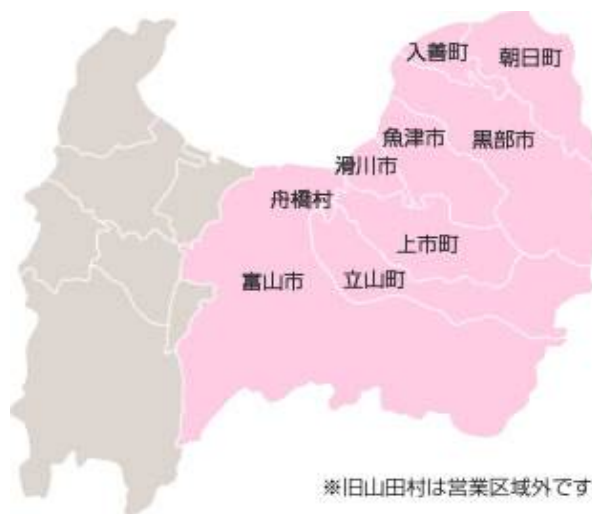 入善町
朝日町
魚津市
黒部市
滑川市
舟橋村
上市町
富山市
立山町
※旧山田村は営業区域外です